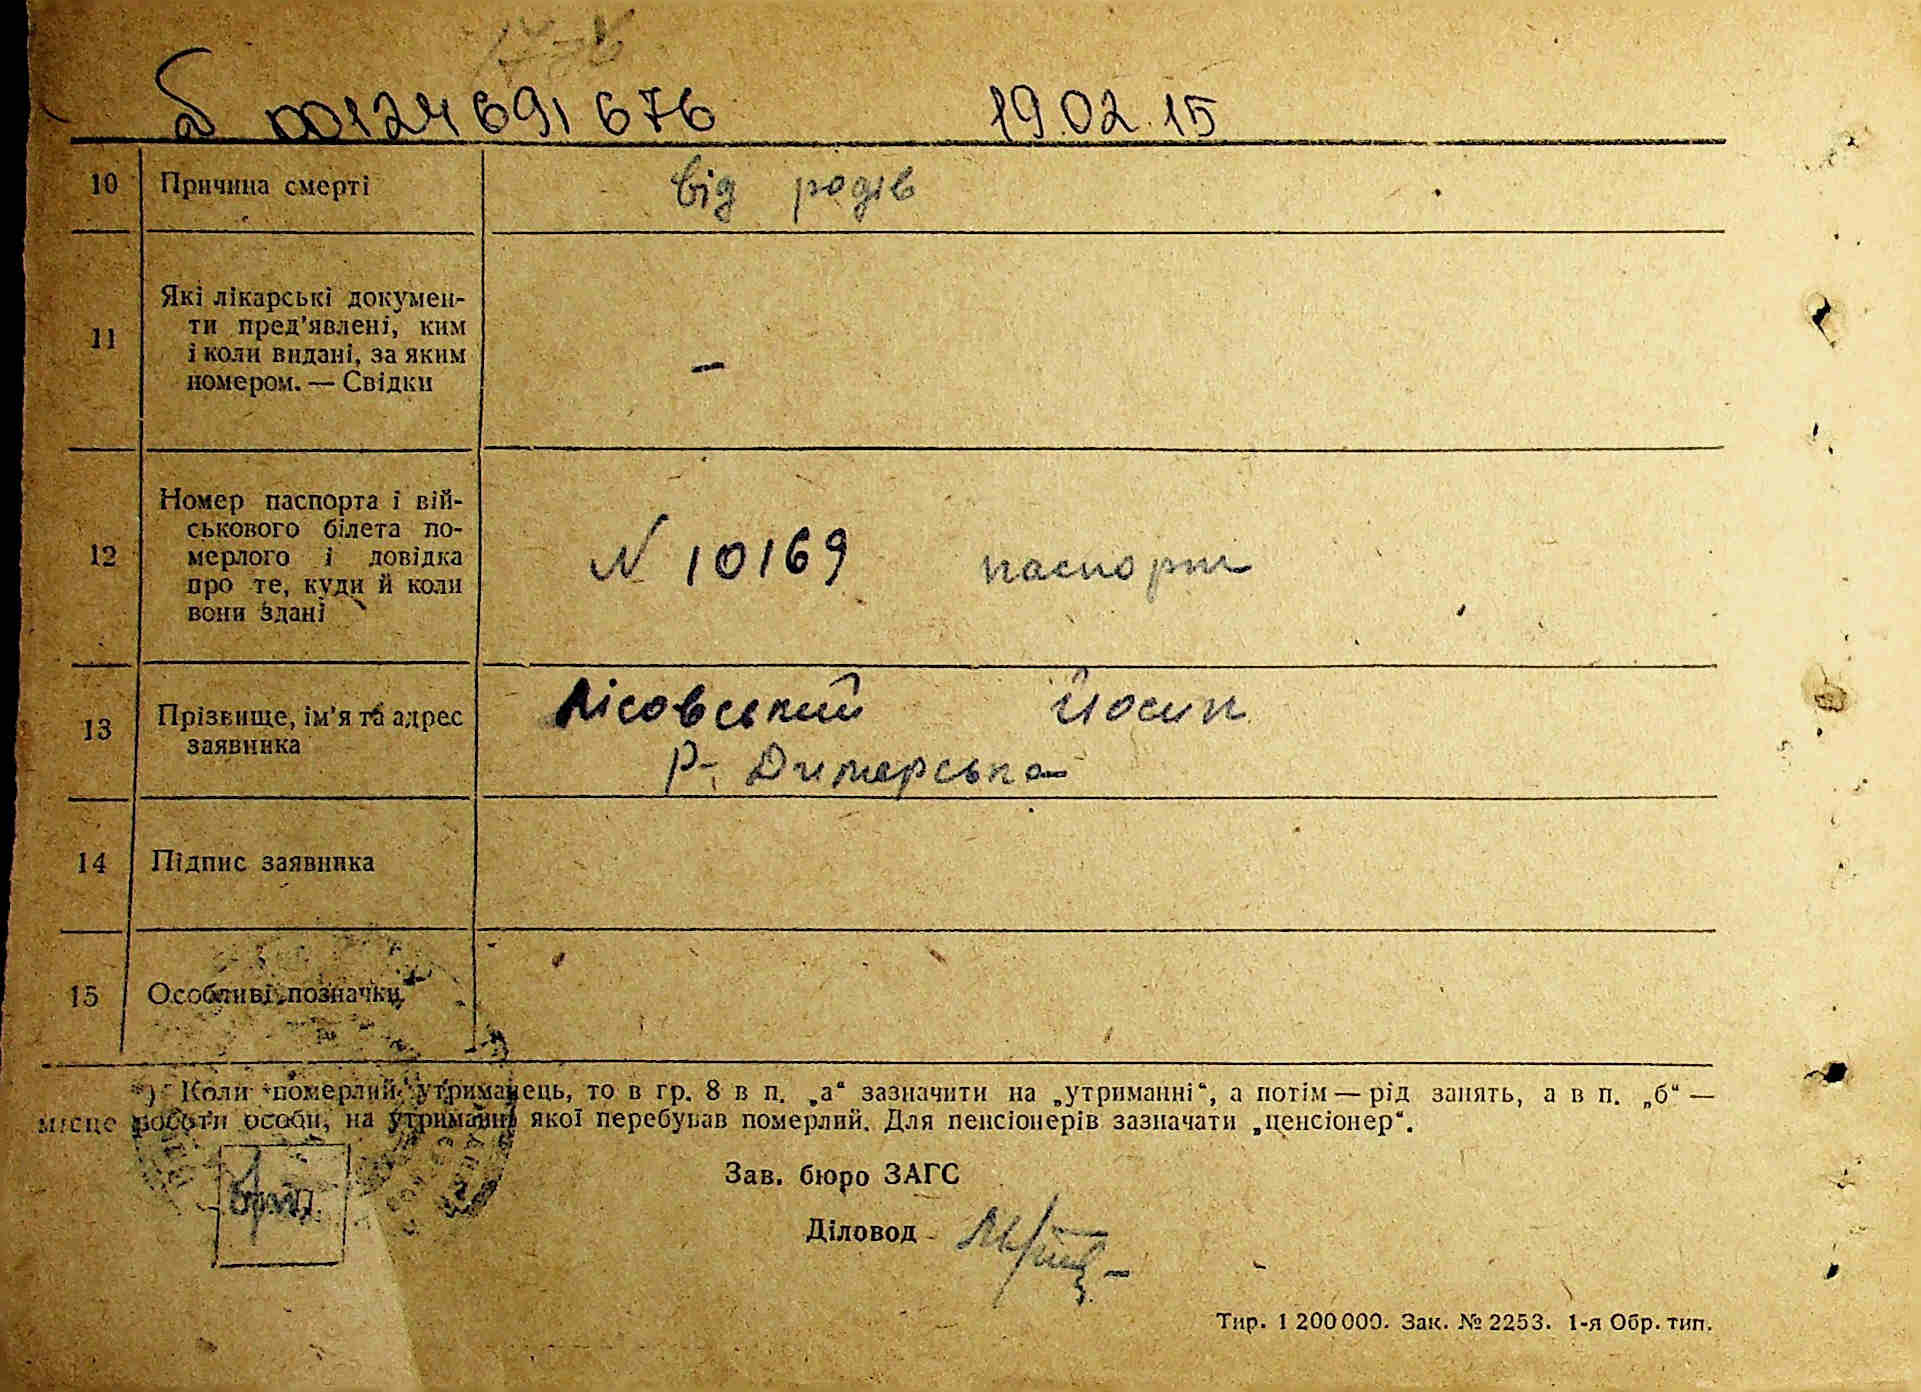 00124691676 19.02.15
10 Причина смерті від родів
11 Які лікарські докумен-
ти пред'явлені, ким
і коли видані, за яким
номером. — Свідки –
12 Номер паспорта і вій-
ськового білета по-
мерлого і довідка
про те, куди й коли
вони здані
N 10169 паспорт
13 Прізвище, ім'я та адрес
заявника
Лісовський Йосип
Р- Димерська
14 Підпис заявника
15 Особливі позначки
*) Коли померлий утриманець, то в гр. 8 в п. „а“ зазначити на „утриманні“, а потім — рід занять, а в п. „б“ —
місце роботи особи, на утриманні якої перебував померлий. Для пенсіонерів зазначати „пенсіонер“.
Зав. бюро ЗАГС
Діловод
Тир. 1 200 000. Зак. № 2253. 1-я Обр. тип.